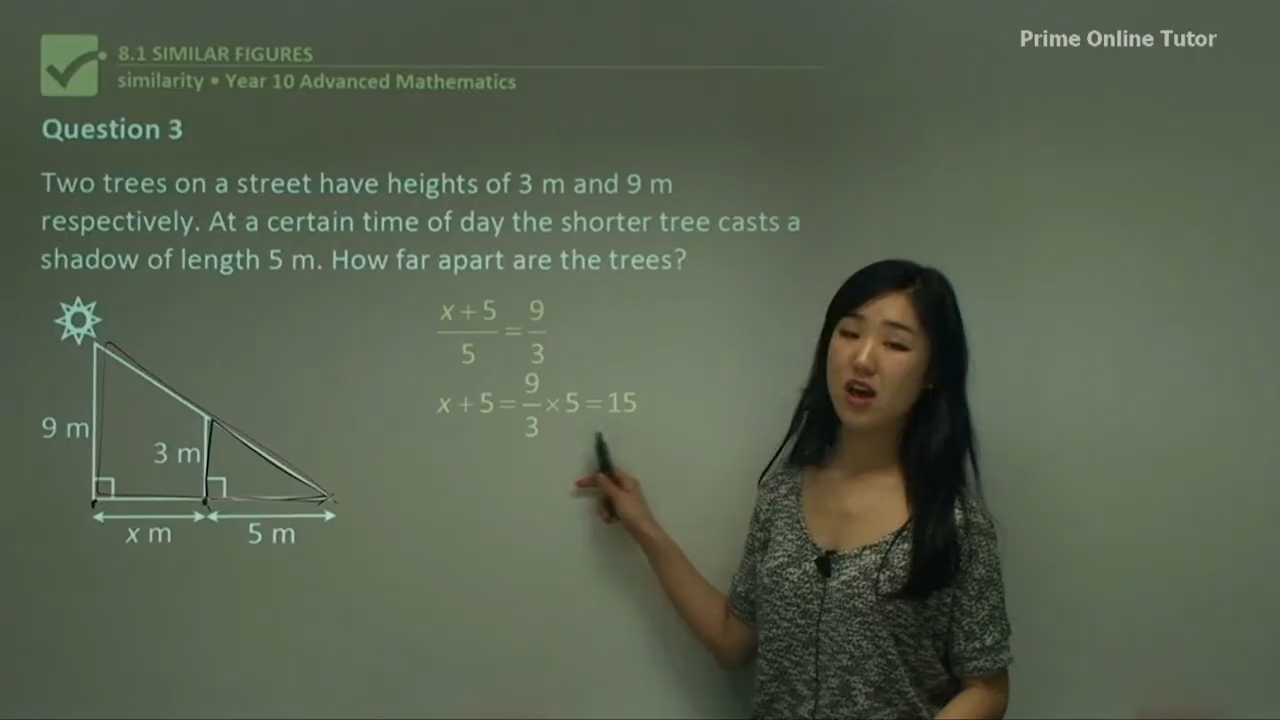 Prime Online Tutor
8.1 SIMILAR FIGURES
similarity • Year 10 Advanced Mathematics
Question 3
Two trees on a street have heights of 3 m and 9 m
respectively. At a certain time of day the shorter tree casts a
shadow of length 5 m. How far apart are the trees?
x + 5 / 5 = 9 / 3
x + 5 = 9 / 3 × 5 = 15
9 m
3 m
x m
5 m